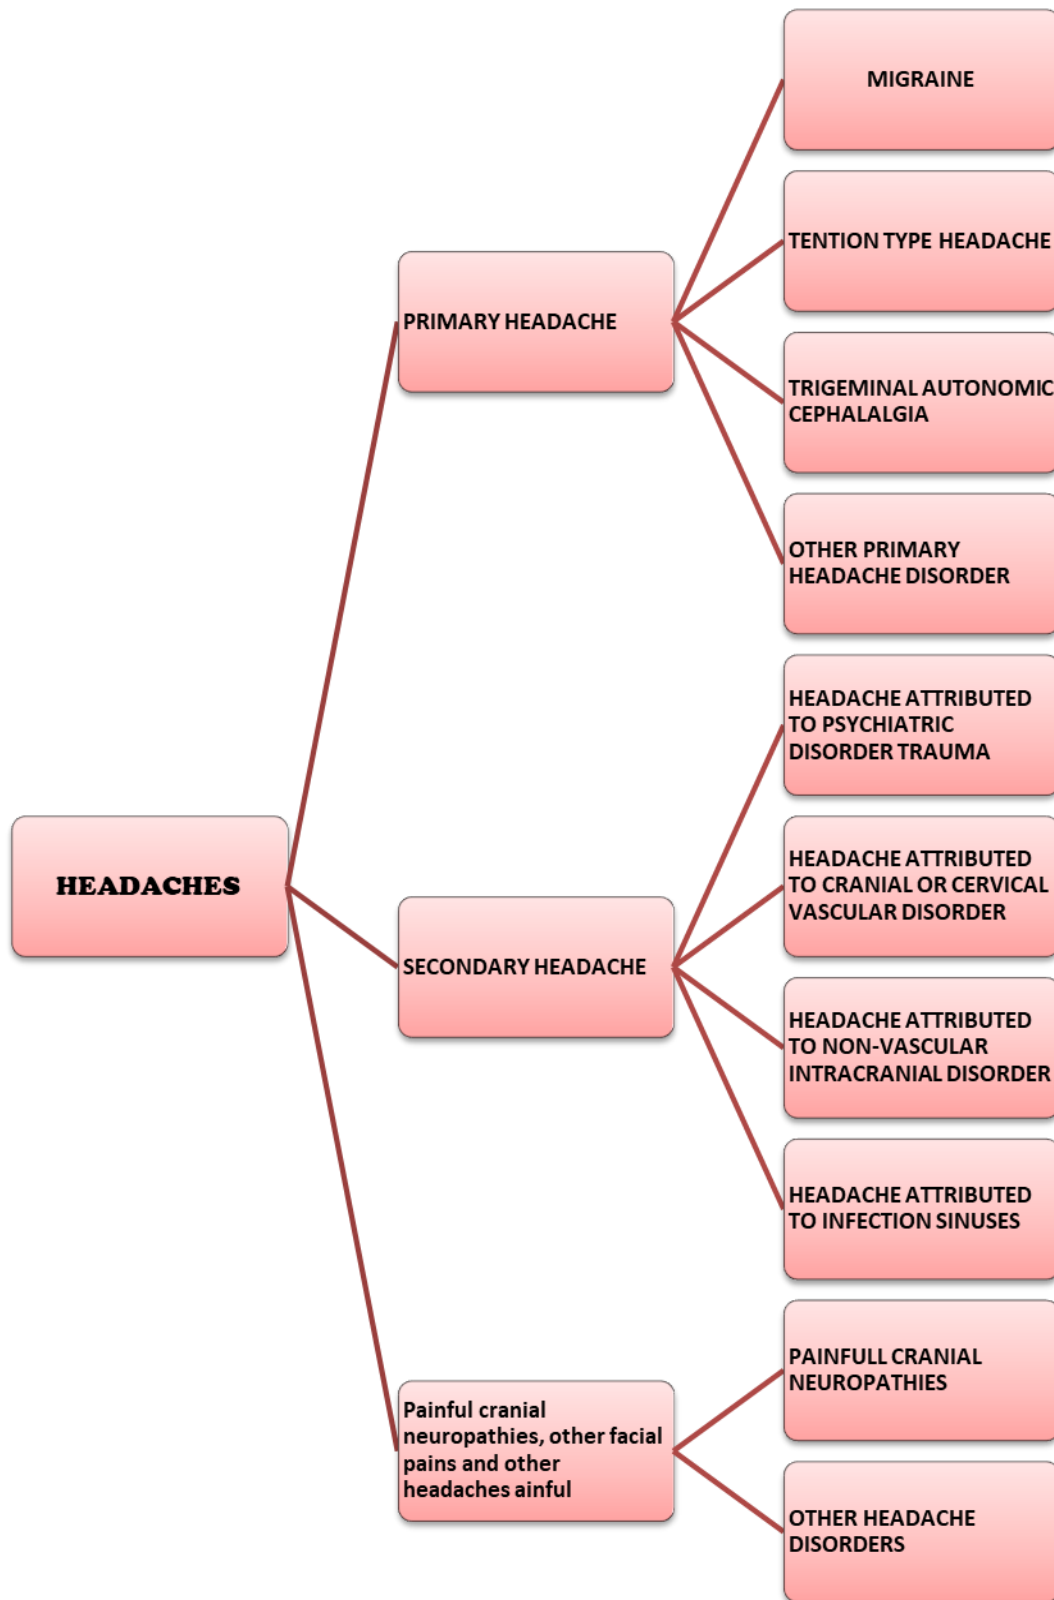 HEADACHES
PRIMARY HEADACHE
MIGRAINE
TENTION TYPE HEADACHE
TRIGEMINAL AUTONOMIC
CEPHALALGIA
OTHER PRIMARY
HEADACHE DISORDER
SECONDARY HEADACHE
HEADACHE ATTRIBUTED
TO PSYCHIATRIC
DISORDER TRAUMA
HEADACHE ATTRIBUTED
TO CRANIAL OR CERVICAL
VASCULAR DISORDER
HEADACHE ATTRIBUTED
TO NON-VASCULAR
INTRACRANIAL DISORDER
HEADACHE ATTRIBUTED
TO INFECTION SINUSES
Painful cranial
neuropathies, other facial
pains and other
headaches ainful
PAINFULL CRANIAL
NEUROPATHIES
OTHER HEADACHE
DISORDERS